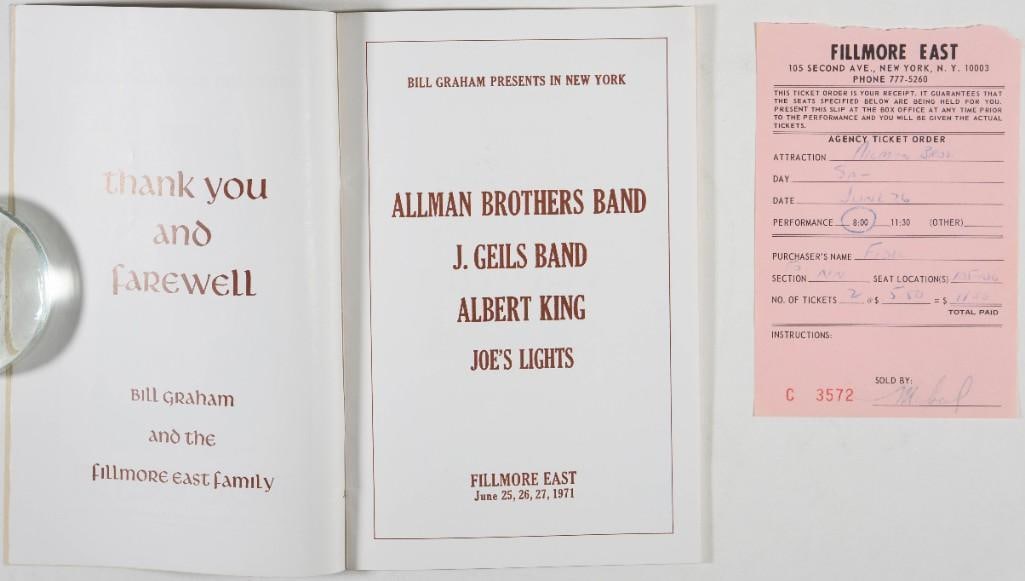 thank you
and
farewell
Bill Graham
and the
fillmore east family
BILL GRAHAM PRESENTS IN NEW YORK
ALLMAN BROTHERS BAND
J. GEILS BAND
ALBERT KING
JOE'S LIGHTS
FILLMORE EAST
June 25, 26, 27, 1971
FILLMORE EAST
105 SECOND AVE., NEW YORK, N. Y. 10003
PHONE 777-5260
THIS TICKET ORDER IS YOUR RECEIPT. IT GUARANTEES THAT
THE SEATS SPECIFIED BELOW ARE BEING HELD FOR YOU.
PRESENT THIS SLIP AT THE BOX OFFICE AT ANY TIME PRIOR
TO THE PERFORMANCE AND YOU WILL BE GIVEN THE ACTUAL
TICKETS.
AGENCY TICKET ORDER
ATTRACTION Allman Bros.
DAY Sa-
DATE June 26
PERFORMANCE 8:00 11:30 (OTHER)
PURCHASER'S NAME
SECTION NN SEAT LOCATION(S) 105-106
NO. OF TICKETS 2 @ $ 5 50 = $ 11 00
TOTAL PAID
INSTRUCTIONS:
SOLD BY:
C 3572